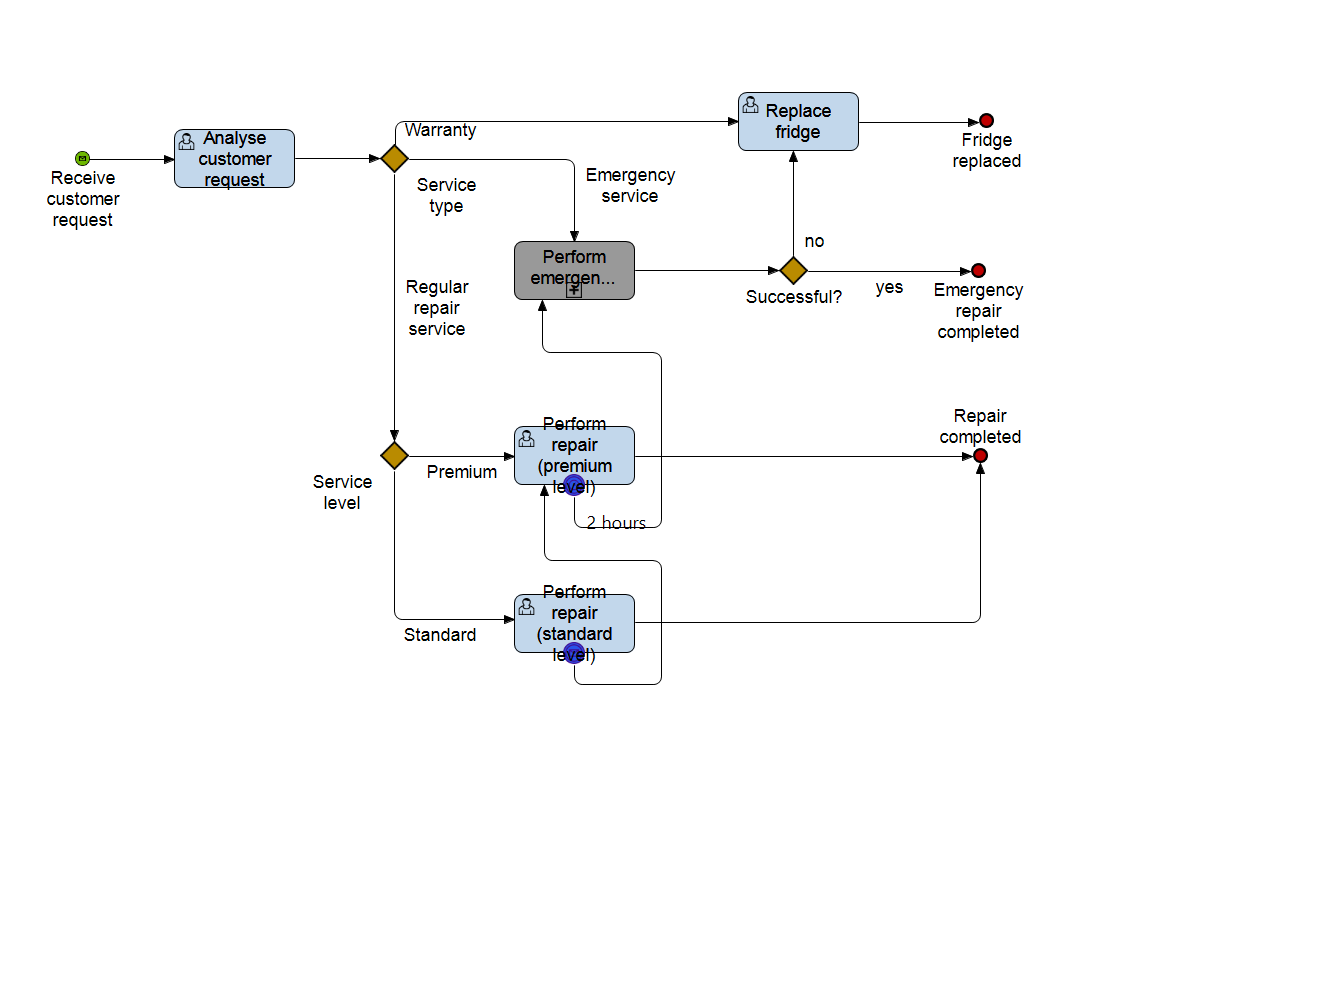 Receive
customer
request
Analyse
customer
request
Warranty
Service
type
Emergency
service
Replace
fridge
Fridge
replaced
Perform
emergen...
no
Successful?
yes
Emergency
repair
completed
Regular
repair
service
Service
level
Premium
Perform
repair
(premium
level)
2 hours
Repair
completed
Standard
Perform
repair
(standard
level)